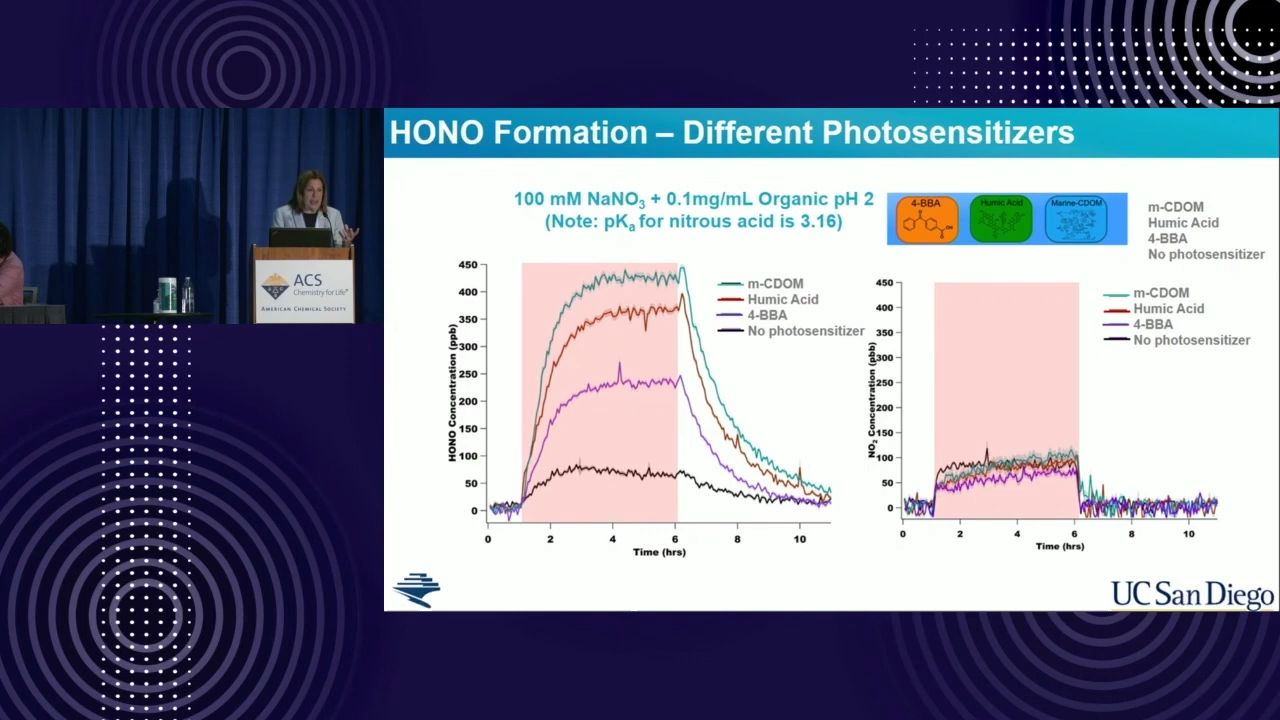 HONO Formation – Different Photosensitizers
100 mM NaNO3 + 0.1mg/mL Organic pH 2
(Note: pKa for nitrous acid is 3.16)
4-BBA
Humic Acid
Marine-CDOM
m-CDOM
Humic Acid
4-BBA
No photosensitizer
HONO Concentration (ppb)
450
400
350
300
250
200
150
100
50
0
0 2 4 6 8 10
Time (hrs)
m-CDOM
Humic Acid
4-BBA
No photosensitizer
NO2 Concentration (pbb)
450
400
350
300
250
200
150
100
50
0
0 2 4 6 8 10
Time (hrs)
m-CDOM
Humic Acid
4-BBA
No photosensitizer
ACS
Chemistry for Life®
AMERICAN CHEMICAL SOCIETY
UC San Diego